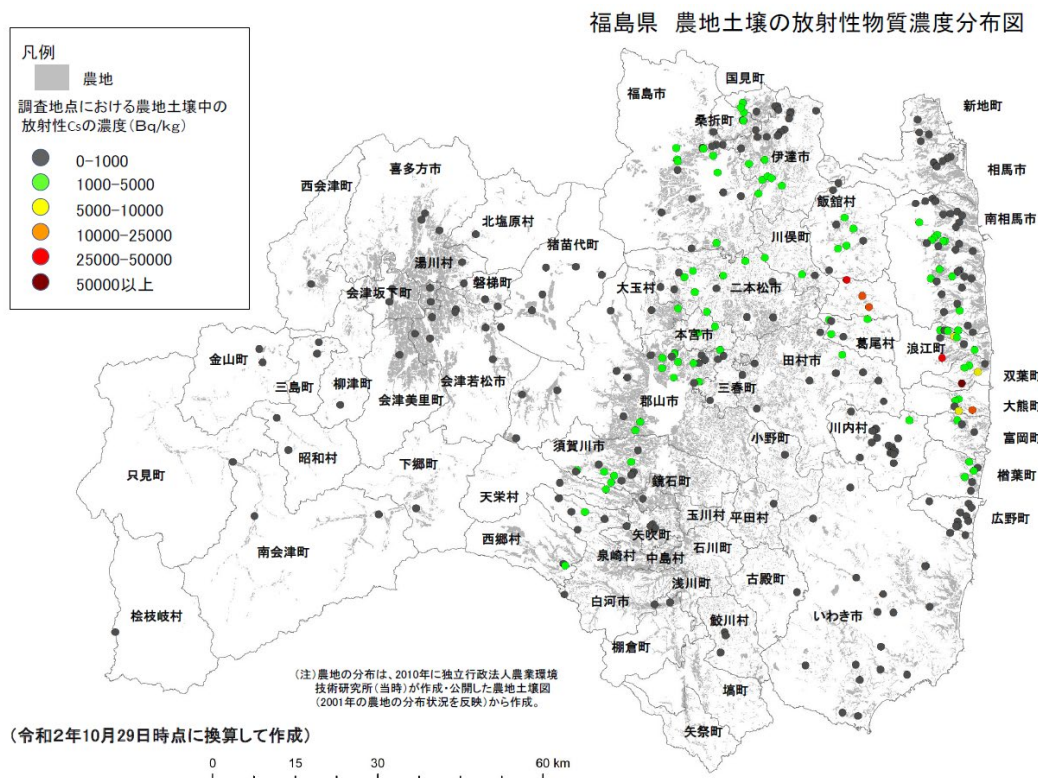 福島県 農地土壌の放射性物質濃度分布図
凡例
農地
調査地点における農地土壌中の
放射性Csの濃度(Bq/kg)
0-1000
1000-5000
5000-10000
10000-25000
25000-50000
50000以上
国見町
福島市
桑折町
新地町
伊達市
相馬市
喜多方市
西会津町
飯舘村
北塩原村
南相馬市
川俣町
猪苗代町
湯川村
磐梯町
大玉村
二本松市
会津坂下町
本宮市
葛尾村
浪江町
金山町
田村市
双葉町
三島町
柳津町
会津若松市
三春町
会津美里町
郡山市
大熊町
川内村
小野町
富岡町
須賀川市
昭和村
下郷町
只見町
鏡石町
楢葉町
天栄村
玉川村
平田村
広野町
西郷村
矢吹町
南会津町
泉崎村
中島村
石川町
浅川町
古殿町
白河市
いわき市
檜枝岐村
鮫川村
棚倉町
塙町
矢祭町
(注)農地の分布は、2010年に独立行政法人農業環境
技術研究所(当時)が作成・公開した農地土壌図
(2001年の農地の分布状況を反映)から作成。
(令和2年10月29日時点に換算して作成)
0 15 30 60 km